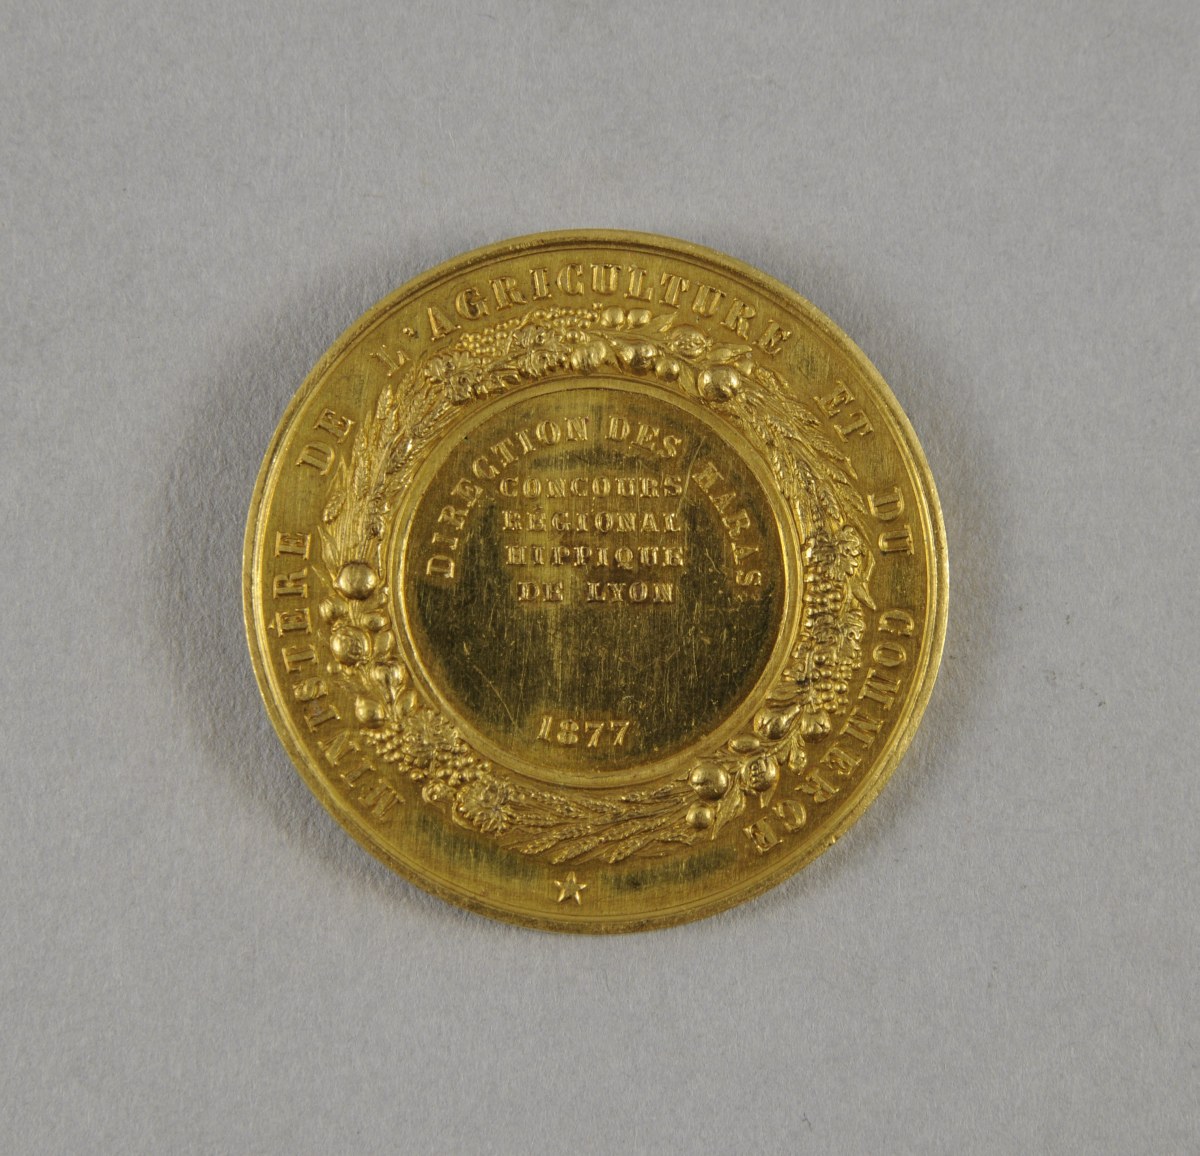 MINISTÈRE DE L'AGRICULTURE ET DU COMMERCE
DIRECTION DES HARAS
CONCOURS
RÉGIONAL
HIPPIQUE
DE LYON
1877